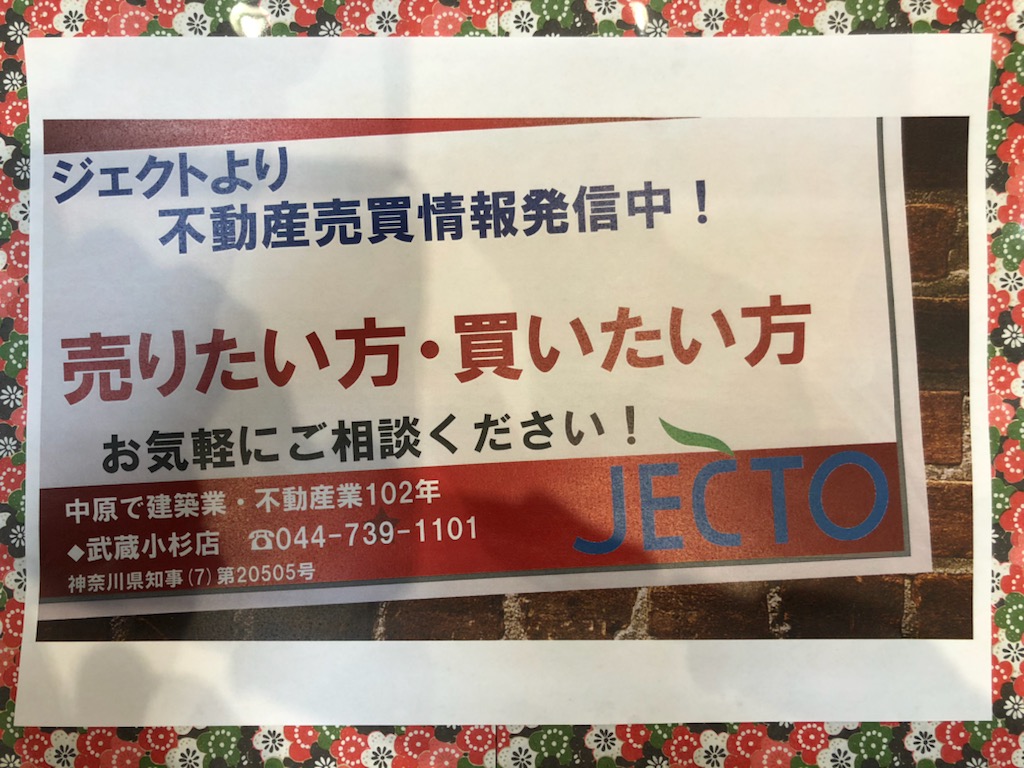 ジェクトより
不動産売買情報発信中！
売りたい方・買いたい方
お気軽にご相談ください！
JECTO
中原で建築業・不動産業102年
◆武蔵小杉店　☎044-739-1101
神奈川県知事(7)第20505号